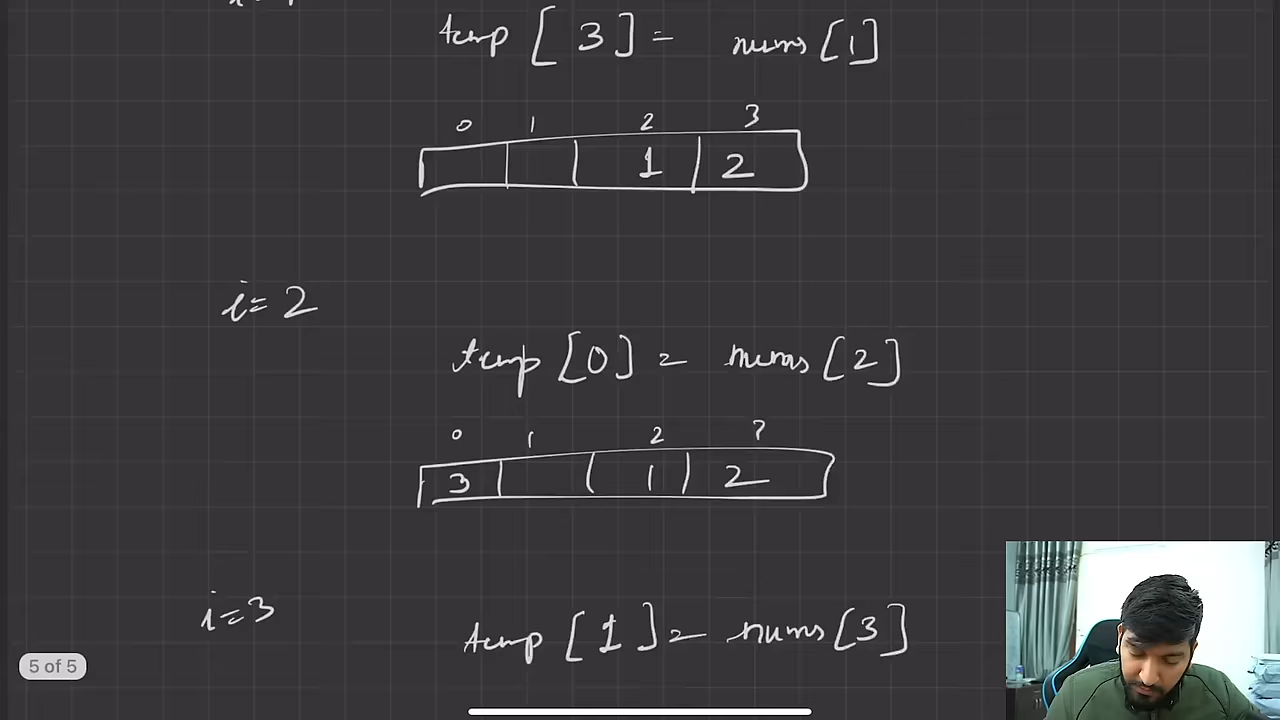 temp [ 3 ] = nums [1]
0 1 2 3
1 2
i = 2
temp [0] = nums [2]
0 1 2 3
3 1 2
i = 3
temp [1] = nums [3]
5 of 5